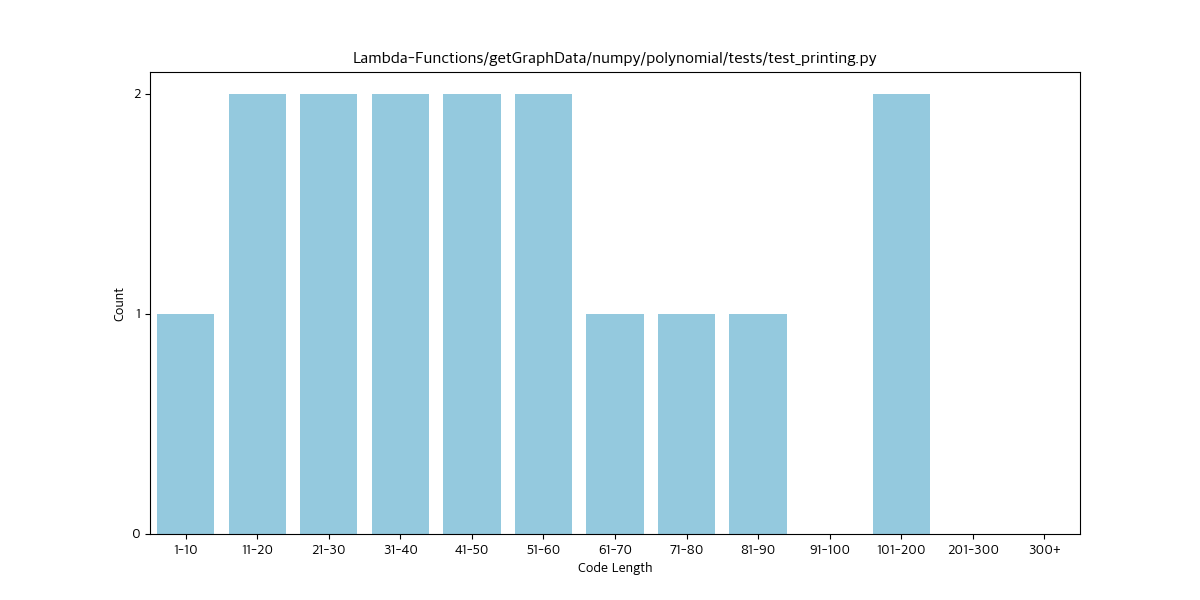 Lambda-Functions/getGraphData/numpy/polynomial/tests/test_printing.py
2
1
0
Count
1-10 11-20 21-30 31-40 41-50 51-60 61-70 71-80 81-90 91-100 101-200 201-300 300+
Code Length